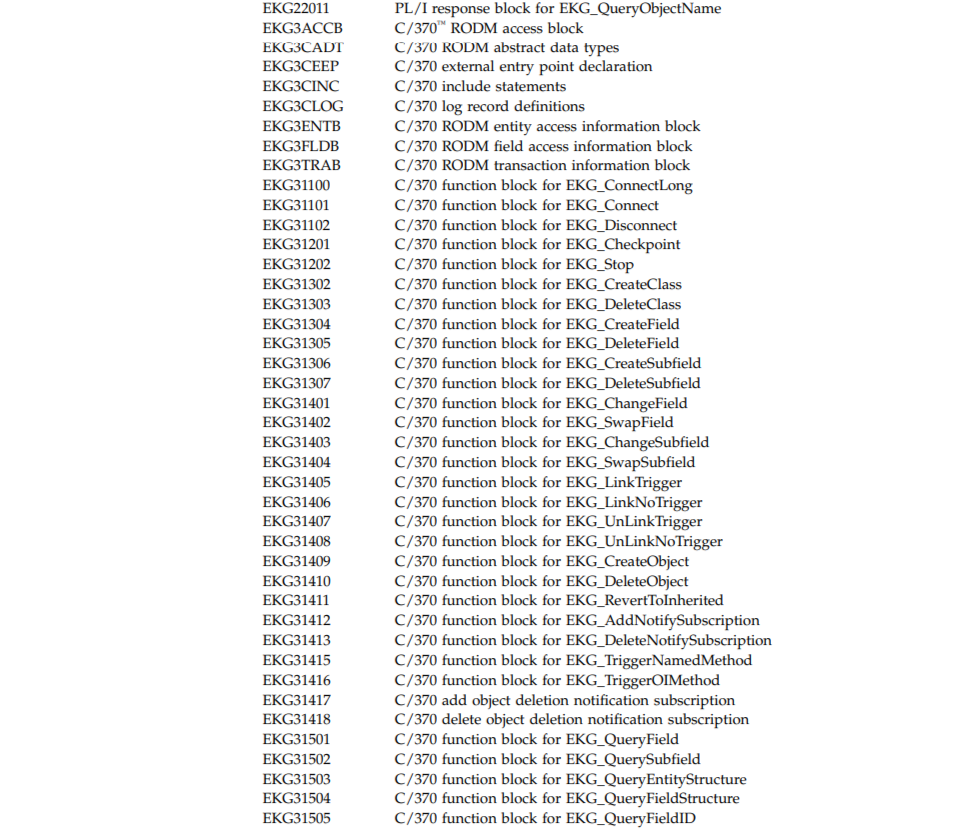 EKG22011 PL/I response block for EKG_QueryObjectName
EKG3ACCB C/370™ RODM access block
EKG3CADT C/370 RODM abstract data types
EKG3CEEP C/370 external entry point declaration
EKG3CINC C/370 include statements
EKG3CLOG C/370 log record definitions
EKG3ENTB C/370 RODM entity access information block
EKG3FLDB C/370 RODM field access information block
EKG3TRAB C/370 RODM transaction information block
EKG31100 C/370 function block for EKG_ConnectLong
EKG31101 C/370 function block for EKG_Connect
EKG31102 C/370 function block for EKG_Disconnect
EKG31201 C/370 function block for EKG_Checkpoint
EKG31202 C/370 function block for EKG_Stop
EKG31302 C/370 function block for EKG_CreateClass
EKG31303 C/370 function block for EKG_DeleteClass
EKG31304 C/370 function block for EKG_CreateField
EKG31305 C/370 function block for EKG_DeleteField
EKG31306 C/370 function block for EKG_CreateSubfield
EKG31307 C/370 function block for EKG_DeleteSubfield
EKG31401 C/370 function block for EKG_ChangeField
EKG31402 C/370 function block for EKG_SwapField
EKG31403 C/370 function block for EKG_ChangeSubfield
EKG31404 C/370 function block for EKG_SwapSubfield
EKG31405 C/370 function block for EKG_LinkTrigger
EKG31406 C/370 function block for EKG_LinkNoTrigger
EKG31407 C/370 function block for EKG_UnLinkTrigger
EKG31408 C/370 function block for EKG_UnLinkNoTrigger
EKG31409 C/370 function block for EKG_CreateObject
EKG31410 C/370 function block for EKG_DeleteObject
EKG31411 C/370 function block for EKG_RevertToInherited
EKG31412 C/370 function block for EKG_AddNotifySubscription
EKG31413 C/370 function block for EKG_DeleteNotifySubscription
EKG31415 C/370 function block for EKG_TriggerNamedMethod
EKG31416 C/370 function block for EKG_TriggerOIMethod
EKG31417 C/370 add object deletion notification subscription
EKG31418 C/370 delete object deletion notification subscription
EKG31501 C/370 function block for EKG_QueryField
EKG31502 C/370 function block for EKG_QuerySubfield
EKG31503 C/370 function block for EKG_QueryEntityStructure
EKG31504 C/370 function block for EKG_QueryFieldStructure
EKG31505 C/370 function block for EKG_QueryFieldID